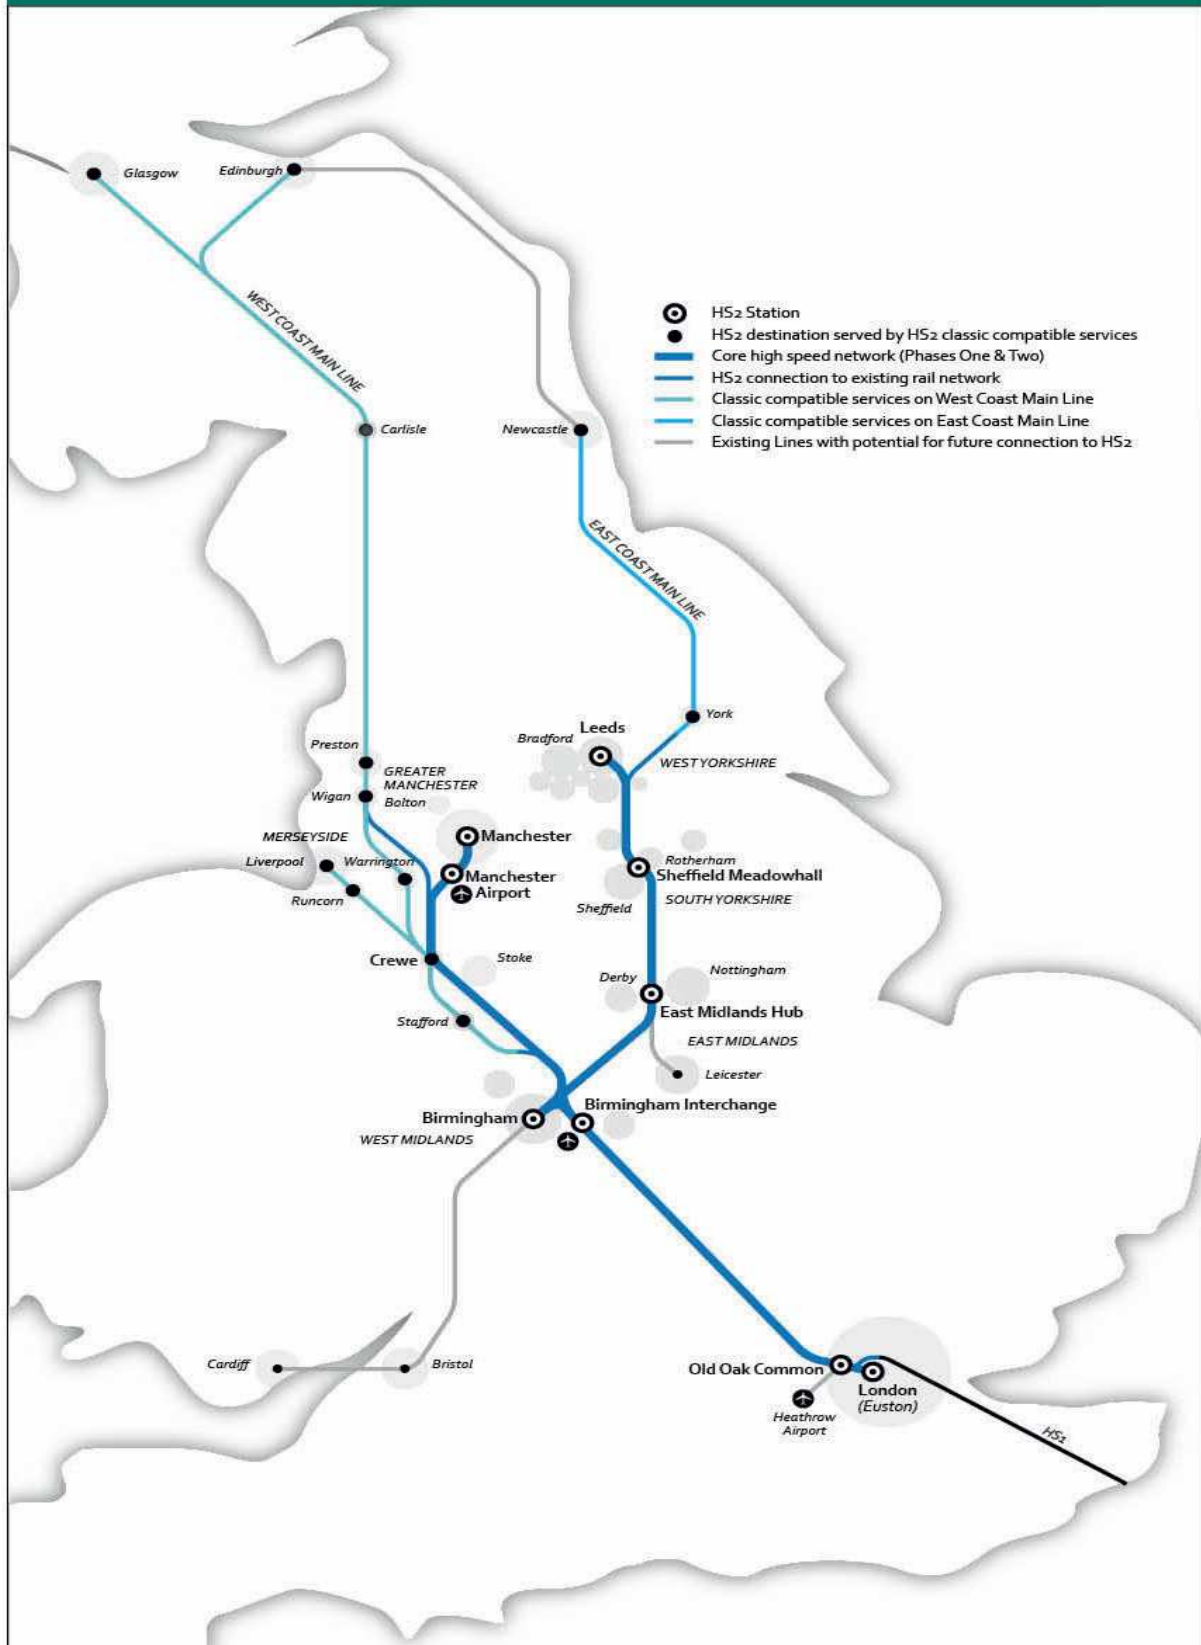 Glasgow
Edinburgh
WEST COAST MAIN LINE
HS2 Station
HS2 destination served by HS2 classic compatible services
Core high speed network (Phases One & Two)
HS2 connection to existing rail network
Classic compatible services on West Coast Main Line
Classic compatible services on East Coast Main Line
Existing Lines with potential for future connection to HS2
Carlisle
Newcastle
EAST COAST MAIN LINE
York
Leeds
Bradford
WEST YORKSHIRE
Preston
GREATER
MANCHESTER
Wigan
Bolton
Manchester
MERSEYSIDE
Liverpool
Warrington
Manchester
Airport
Runcorn
Rotherham
Sheffield Meadowhall
Sheffield
SOUTH YORKSHIRE
Crewe
Stoke
Derby
Nottingham
East Midlands Hub
Stafford
EAST MIDLANDS
Leicester
Birmingham Interchange
Birmingham
WEST MIDLANDS
Cardiff
Bristol
Old Oak Common
London
(Euston)
Heathrow
Airport
HS1